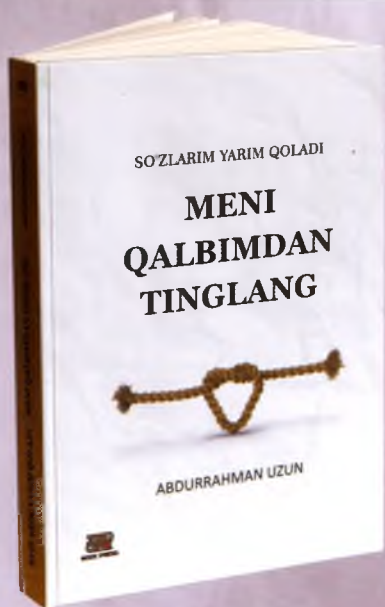 SO'ZLARIM YARIM QOLADI
MENI
QALBIMDAN
TINGLANG
ABDURRAHMAN UZUN